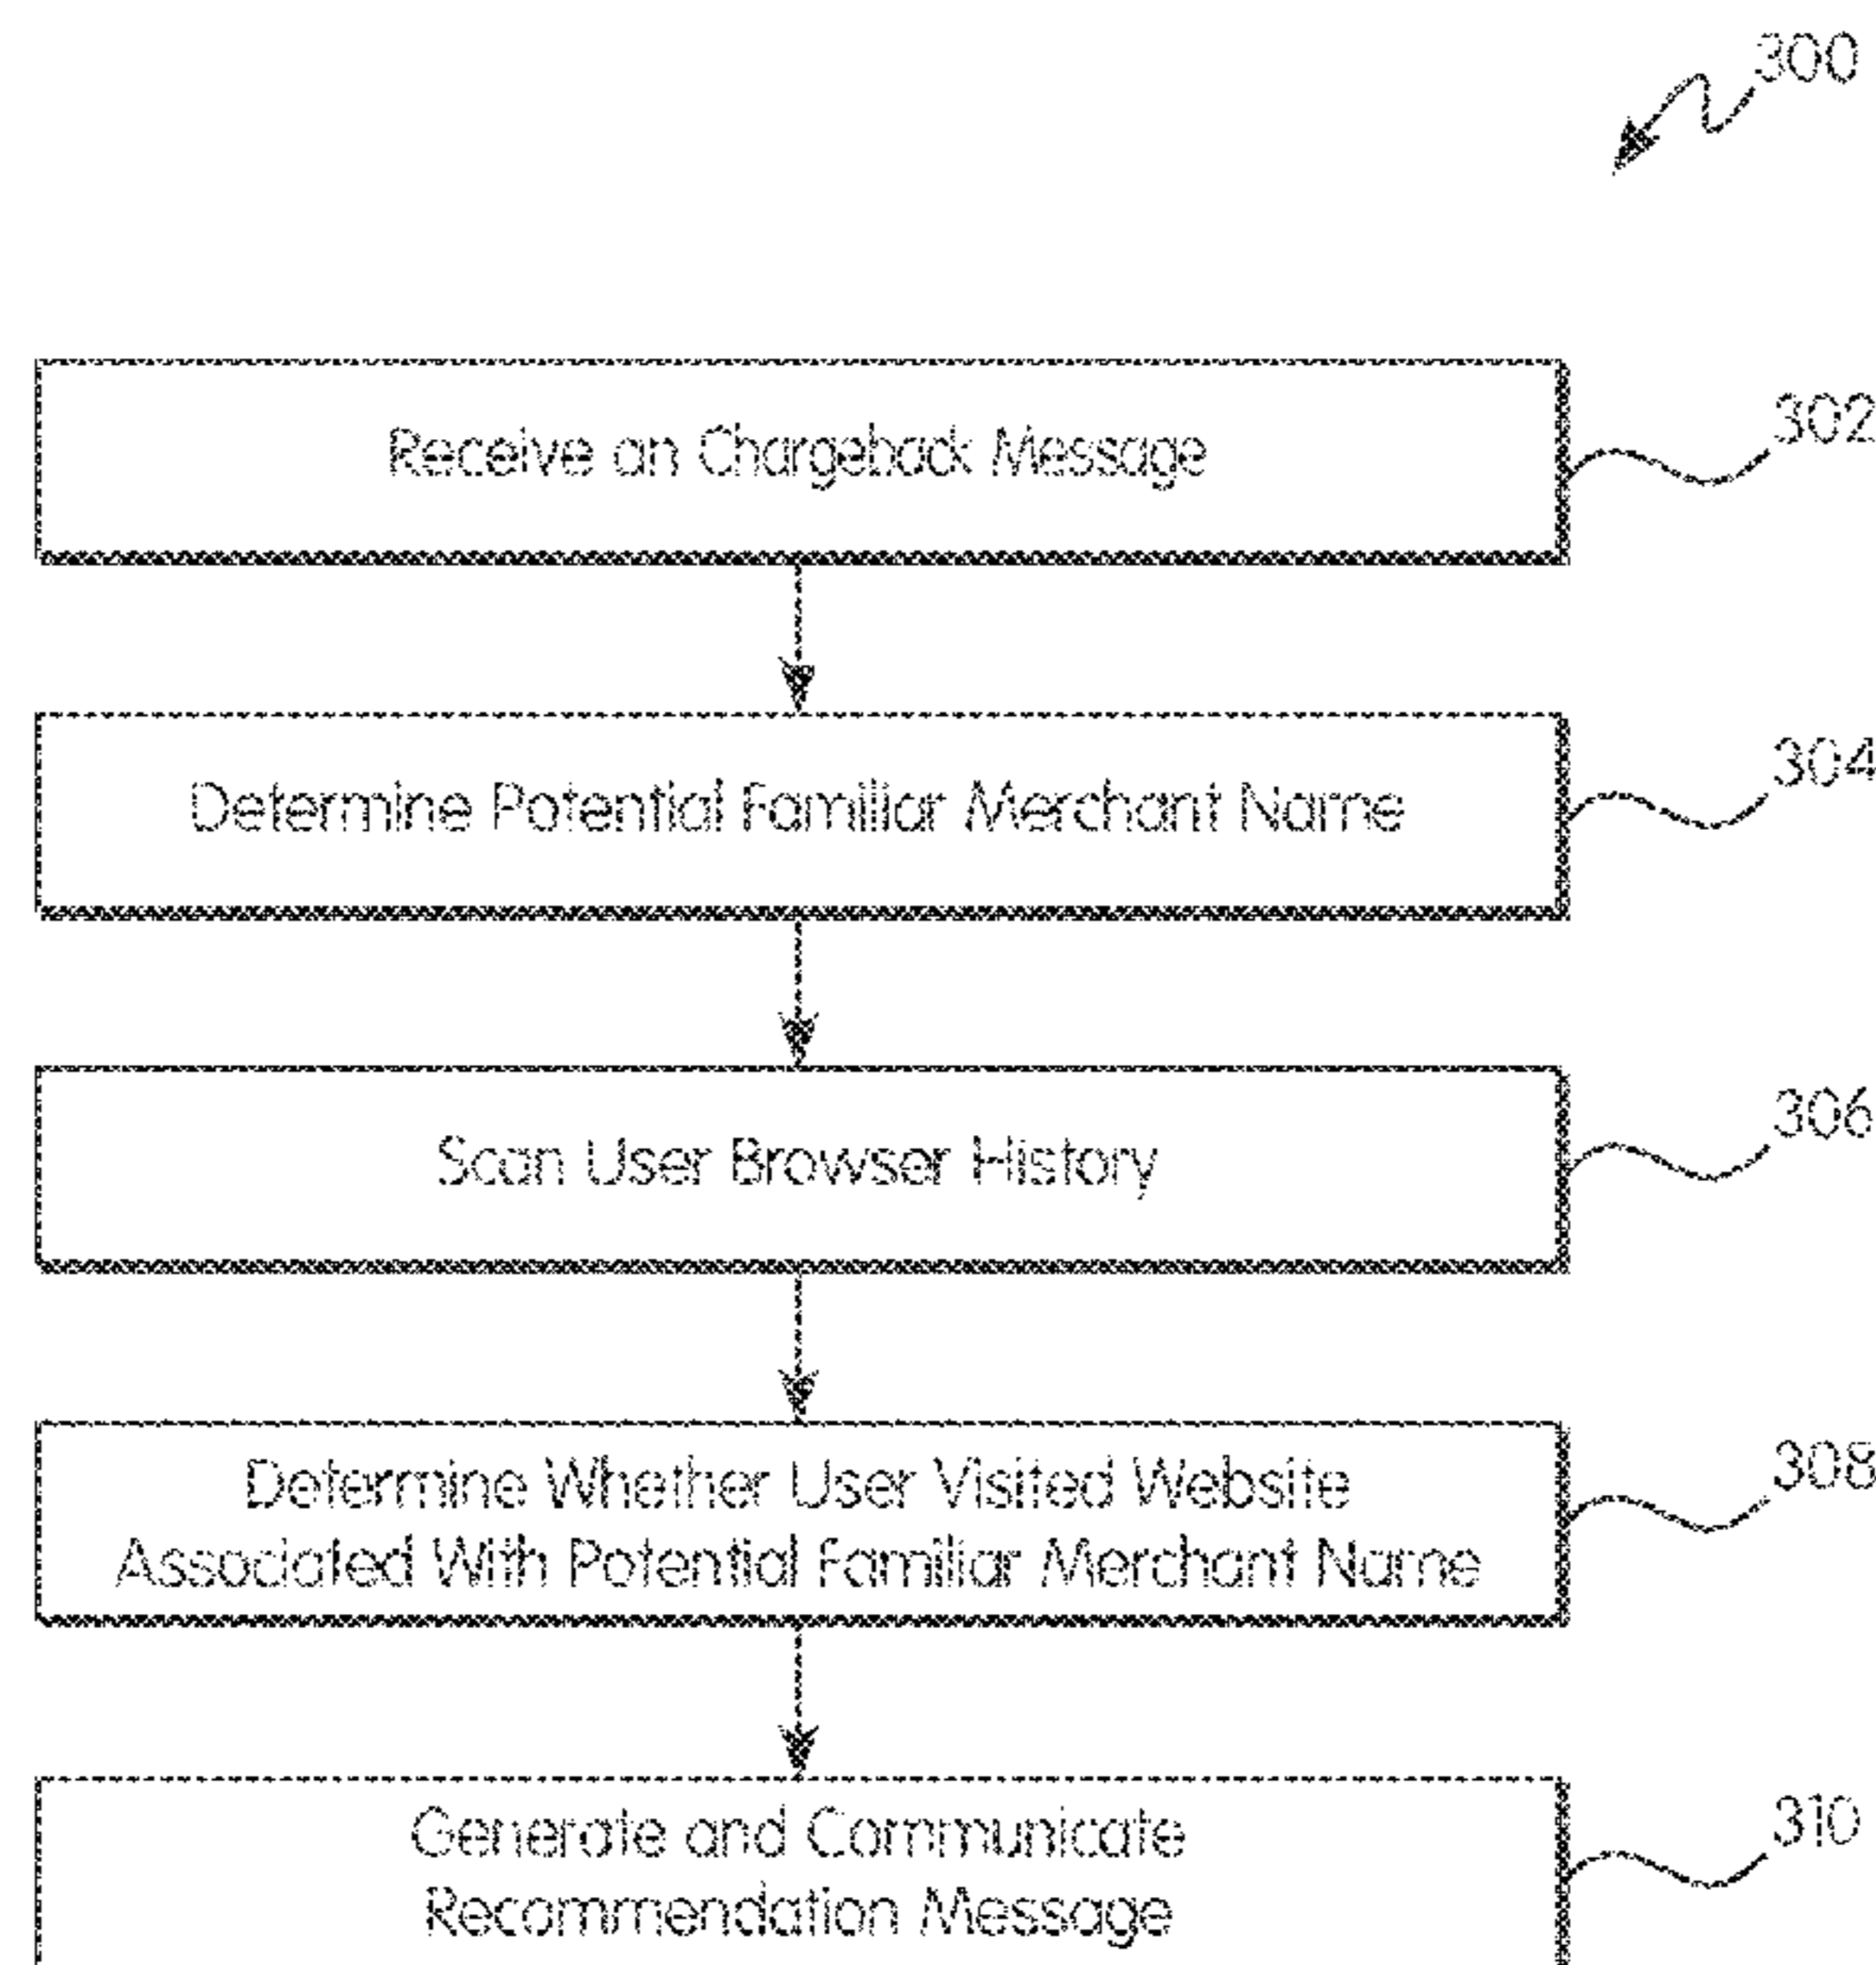 300
Receive an Chargeback Message
302
Determine Potential Familiar Merchant Name
304
Scan User Browser History
306
Determine Whether User Visited Website
Associated With Potential Familiar Merchant Name
308
Generate and Communicate
Recommendation Message
310